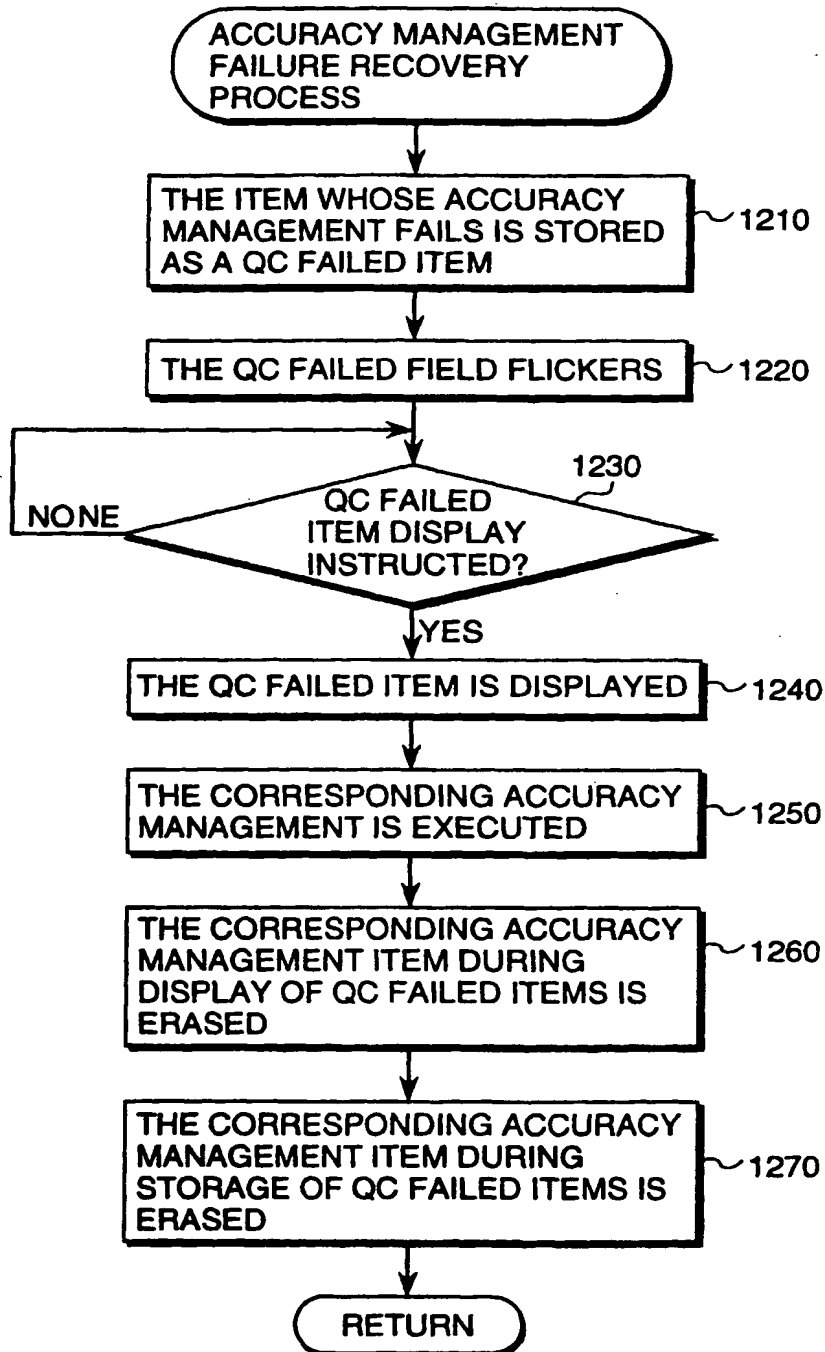 ACCURACY MANAGEMENT
FAILURE RECOVERY
PROCESS
THE ITEM WHOSE ACCURACY
MANAGEMENT FAILS IS STORED
AS A QC FAILED ITEM
1210
THE QC FAILED FIELD FLICKERS
1220
1230
QC FAILED
ITEM DISPLAY
INSTRUCTED?
NONE
YES
THE QC FAILED ITEM IS DISPLAYED
1240
THE CORRESPONDING ACCURACY
MANAGEMENT IS EXECUTED
1250
THE CORRESPONDING ACCURACY
MANAGEMENT ITEM DURING
DISPLAY OF QC FAILED ITEMS IS
ERASED
1260
THE CORRESPONDING ACCURACY
MANAGEMENT ITEM DURING
STORAGE OF QC FAILED ITEMS IS
ERASED
1270
RETURN